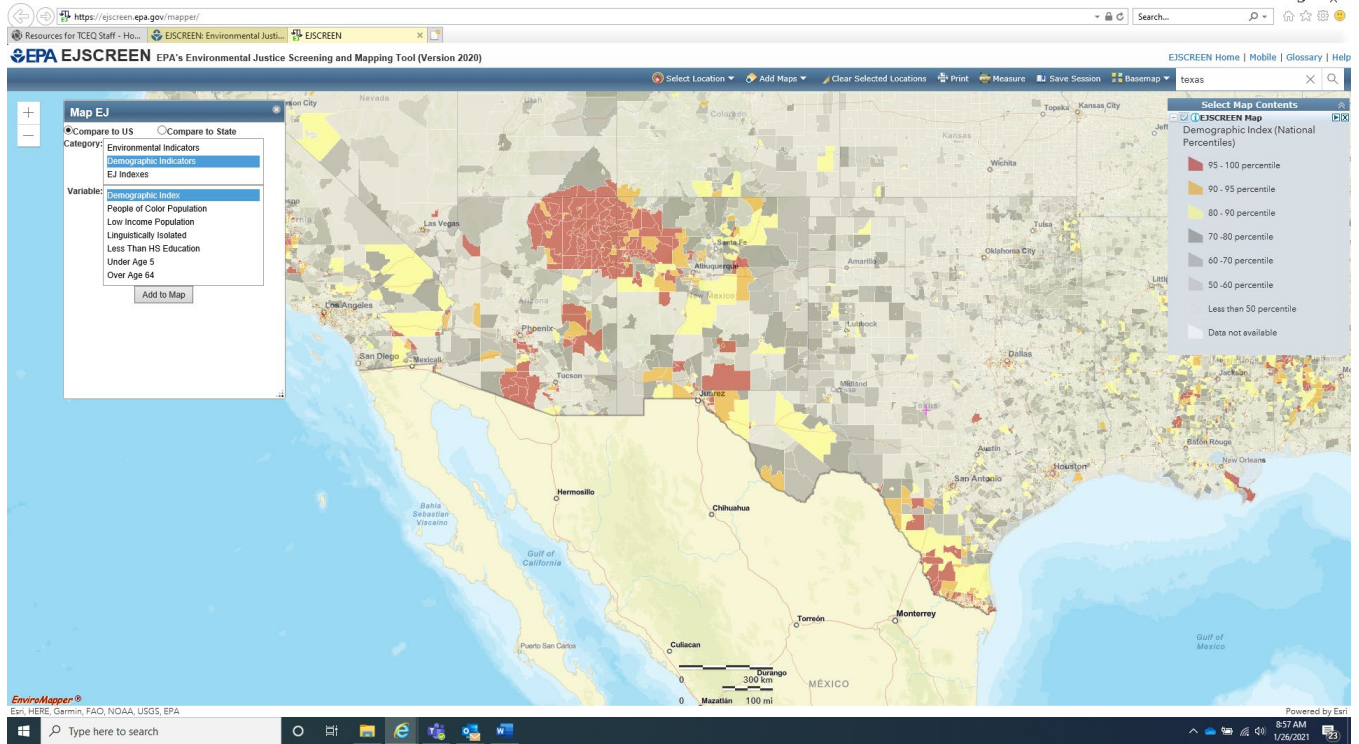 https://ejscreen.epa.gov/mapper/
Search...
Resources for TCEQ Staff - Ho...
EJSCREEN: Environmental Justi...
EJSCREEN
EPA EJSCREEN EPA's Environmental Justice Screening and Mapping Tool (Version 2020)
EJSCREEN Home | Mobile | Glossary | Help
Select Location
Add Maps
Clear Selected Locations
Print
Measure
Save Session
Basemap
texas
Map EJ
Compare to US
Compare to State
Category:
Environmental Indicators
Demographic Indicators
EJ Indexes
Variable:
Demographic Index
People of Color Population
Low Income Population
Linguistically Isolated
Less Than HS Education
Under Age 5
Over Age 64
Add to Map
Select Map Contents
EJSCREEN Map
Demographic Index (National
Percentiles)
95 - 100 percentile
90 - 95 percentile
80 - 90 percentile
70 -80 percentile
60 -70 percentile
50 -60 percentile
Less than 50 percentile
Data not available
Nevada
Utah
Colorado
Kansas
Topeka
Kansas City
Wichita
Las Vegas
Santa Fe
Albuquerque
New Mexico
Amarillo
Oklahoma City
Tulsa
Los Angeles
Arizona
Phoenix
Lubbock
San Diego
Mexicali
Tucson
Dallas
Midland
Juárez
Texas
Jackson
Austin
Houston
San Antonio
Baton Rouge
New Orleans
Hermosillo
Chihuahua
Bahia
Sebastian
Viscaino
Gulf of
California
Torreón
Monterrey
Puerto San Carlos
Culiacan
Durango
Mazatlán
MÉXICO
Gulf of
Mexico
0 300 km
0 100 mi
EnviroMapper ®
Esri, HERE, Garmin, FAO, NOAA, USGS, EPA
Powered by Esri
Type here to search
8:57 AM
1/26/2021
23